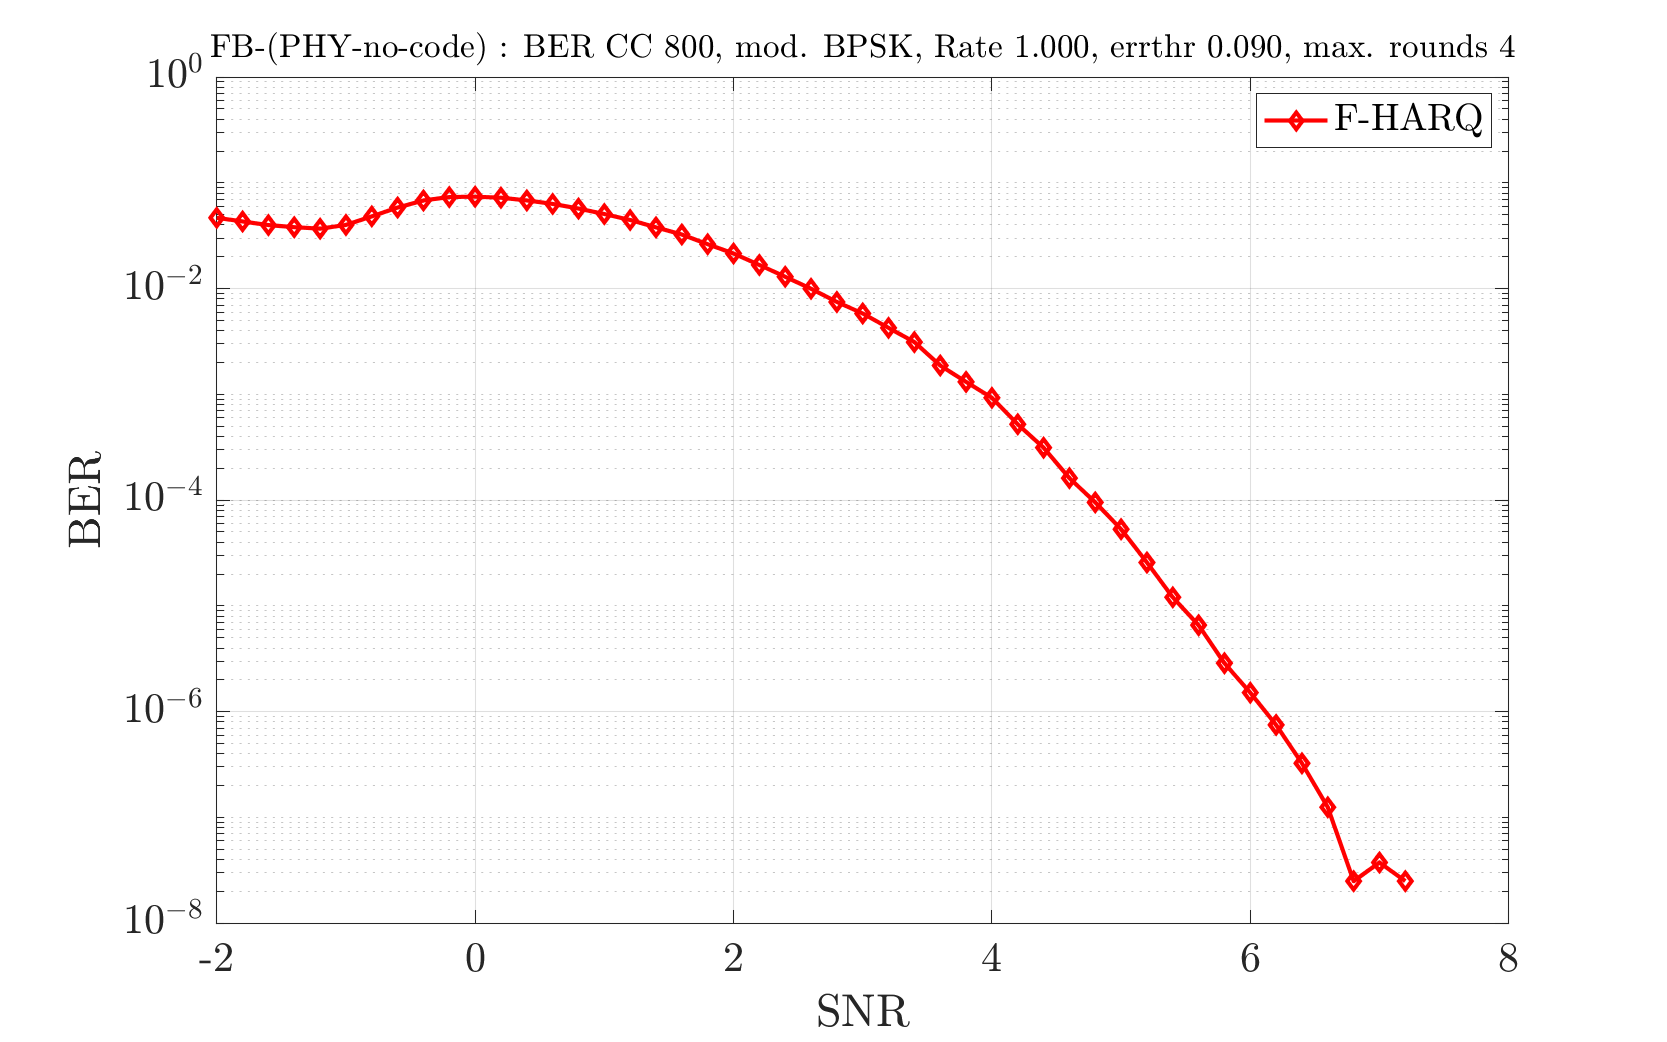 FB-(PHY-no-code) : BER CC 800, mod. BPSK, Rate 1.000, errthr 0.090, max. rounds 4
F-HARQ
10^0
10^-2
10^-4
10^-6
10^-8
BER
-2 0 2 4 6 8
SNR